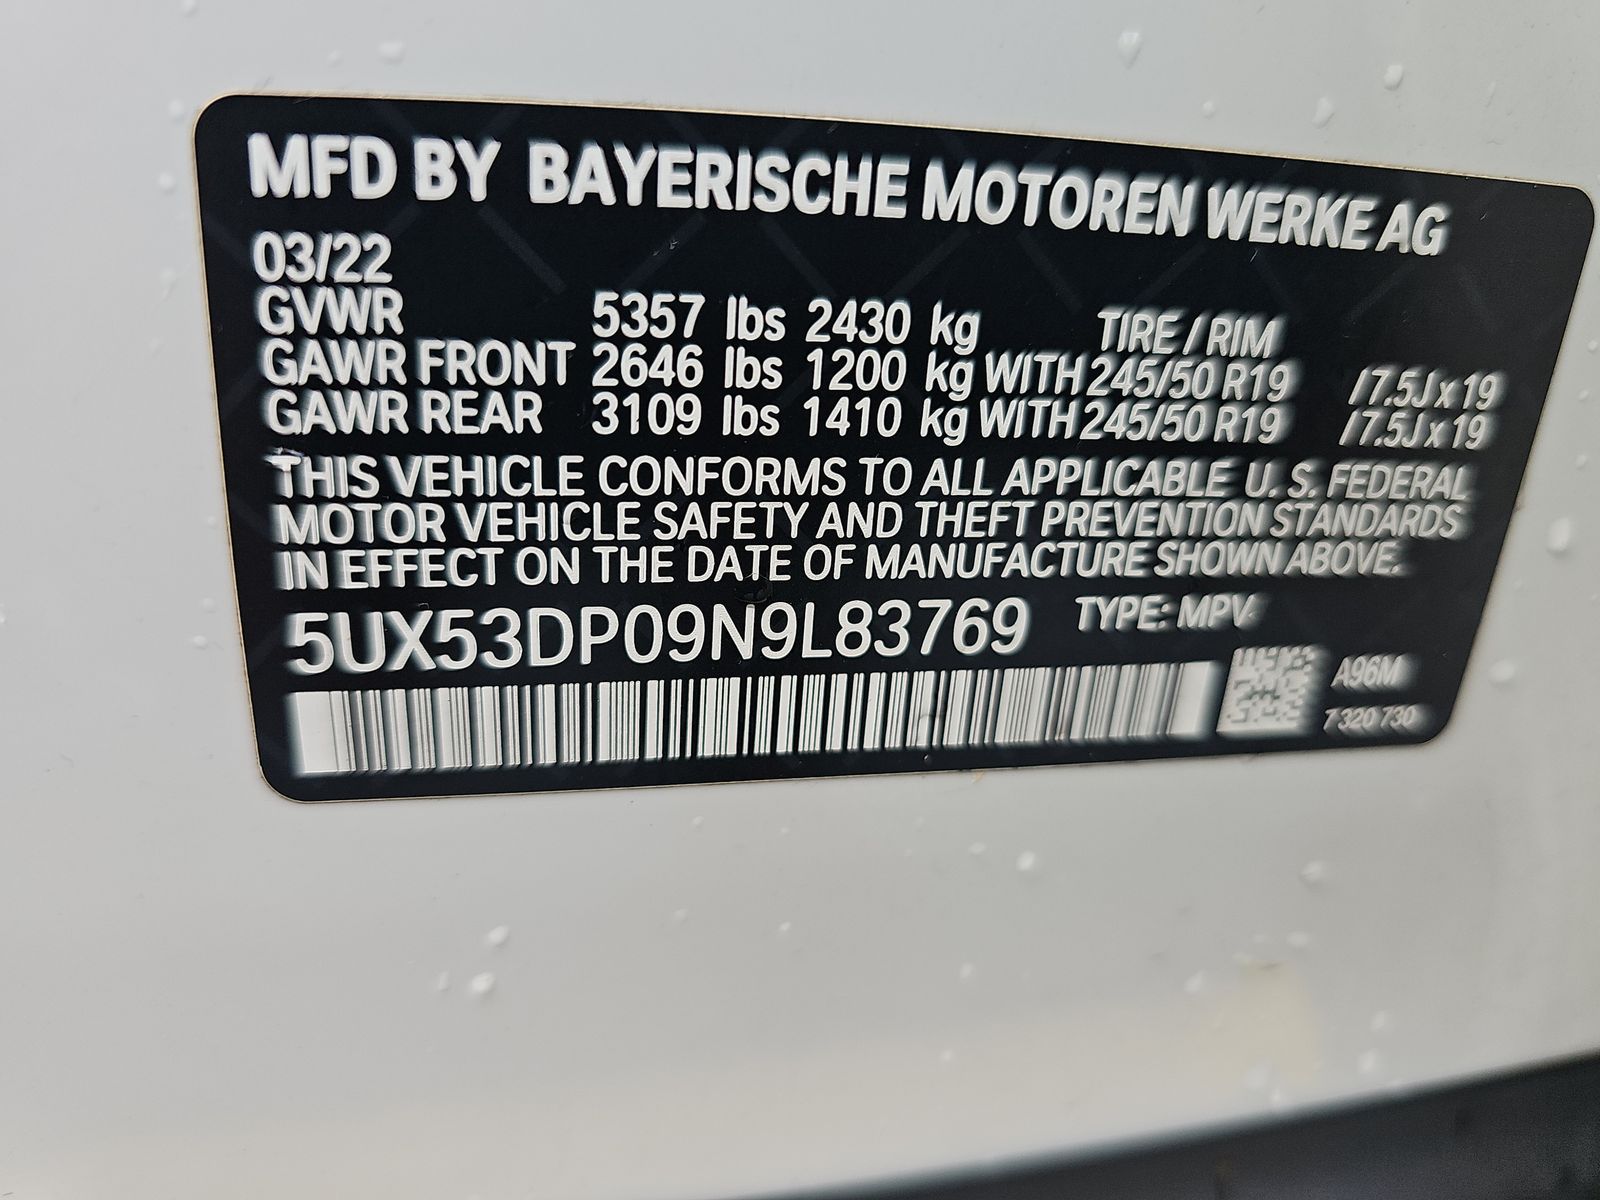 MFD BY BAYERISCHE MOTOREN WERKE AG
03/22
GVWR 5357 lbs 2430 kg TIRE / RIM
GAWR FRONT 2646 lbs 1200 kg WITH 245/50 R19 / 7.5J x 19
GAWR REAR 3109 lbs 1410 kg WITH 245/50 R19 / 7.5J x 19
THIS VEHICLE CONFORMS TO ALL APPLICABLE U. S. FEDERAL
MOTOR VEHICLE SAFETY AND THEFT PREVENTION STANDARDS
IN EFFECT ON THE DATE OF MANUFACTURE SHOWN ABOVE.
5UX53DP09N9L83769 TYPE: MPV
A96M
7 320 730